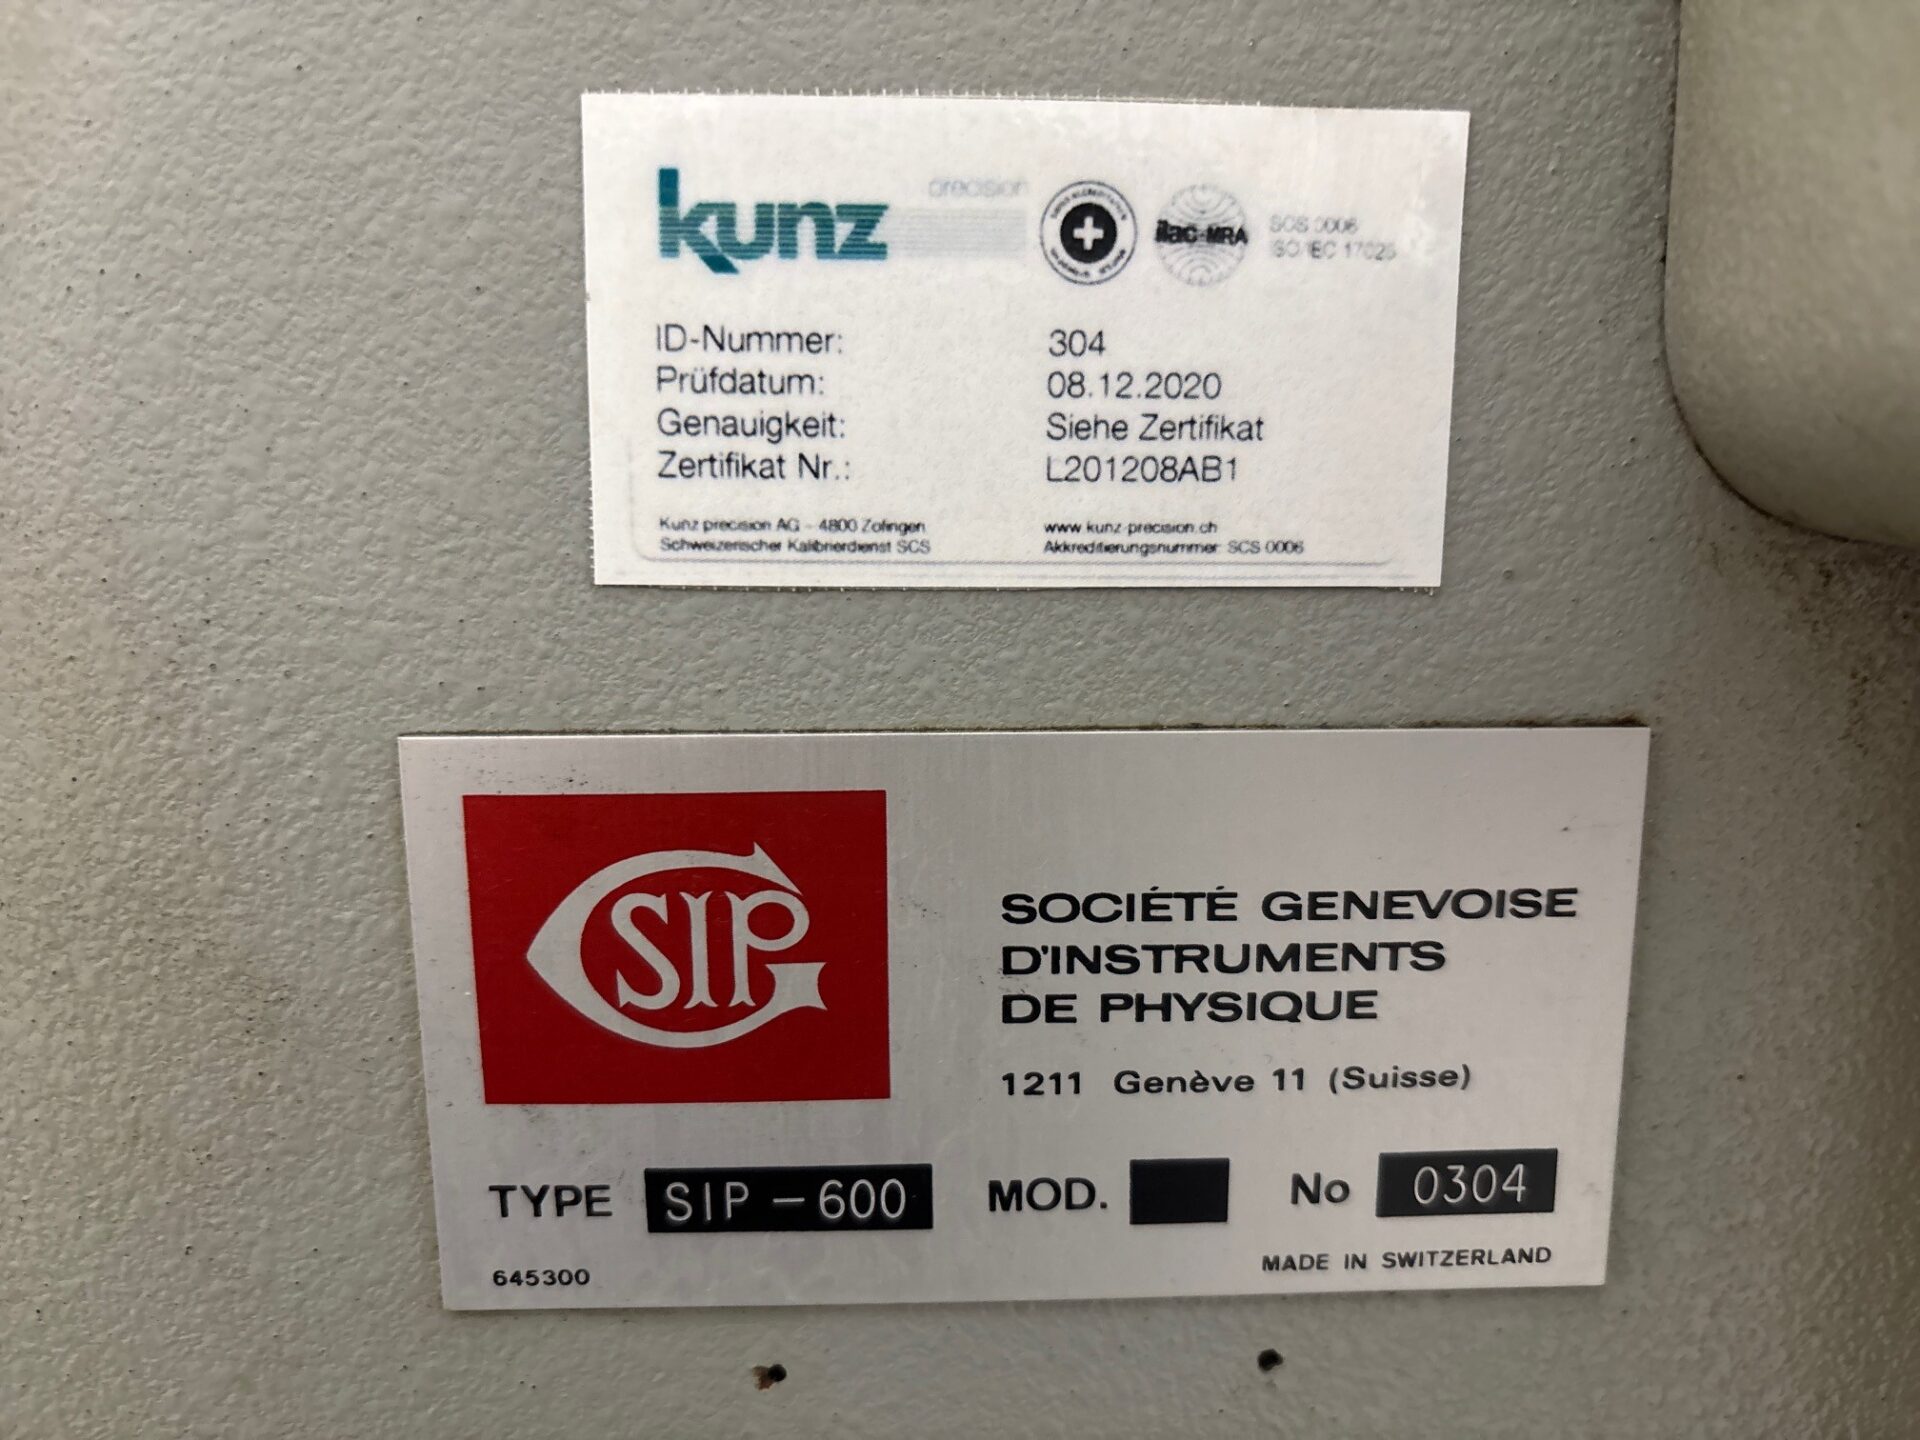 kunz precision
ilac-MRA
SCS 0006
ISO/IEC 17025
ID-Nummer: 304
Prüfdatum: 08.12.2020
Genauigkeit: Siehe Zertifikat
Zertifikat Nr.: L201208AB1
Kunz precision AG - 4800 Zofingen www.kunz-precision.ch
Schweizerischer Kalibrierdienst SCS Akkreditierungsnummer: SCS 0006
SIP
SOCIÉTÉ GENEVOISE
D'INSTRUMENTS
DE PHYSIQUE
1211 Genève 11 (Suisse)
TYPE SIP-600 MOD. No 0304
645300 MADE IN SWITZERLAND